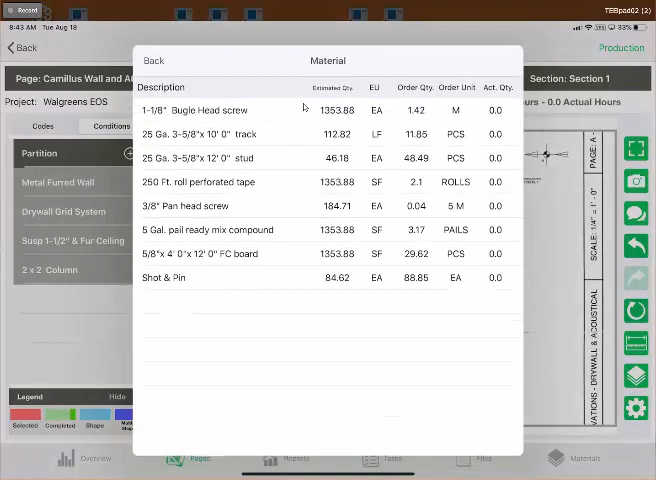 Record
TEBpad02 (2)
8:43 AM Tue Aug 18
VPN 33%
Back
Production
Page: Camillus Wall and AC
Section: Section 1
Project: Walgreens EOS
ours - 0.0 Actual Hours
Codes
Conditions
Partition
Metal Furred Wall
Drywall Grid System
Susp 1-1/2" & Fur Ceiling
2 x 2 Column
Legend
Hide
Selected
Completed
Shape
Multi
Shape
Back
Material
Description Estimated Qty. EU Order Qty. Order Unit Act. Qty.
1-1/8" Bugle Head screw 1353.88 EA 1.42 M 0.0
25 Ga. 3-5/8"x 10' 0" track 112.82 LF 11.85 PCS 0.0
25 Ga. 3-5/8"x 12' 0" stud 46.18 EA 48.49 PCS 0.0
250 Ft. roll perforated tape 1353.88 SF 2.1 ROLLS 0.0
3/8" Pan head screw 184.71 EA 0.04 5 M 0.0
5 Gal. pail ready mix compound 1353.88 SF 3.17 PAILS 0.0
5/8"x 4' 0"x 12' 0" FC board 1353.88 SF 29.62 PCS 0.0
Shot & Pin 84.62 EA 88.85 EA 0.0
PAGE: A -
SCALE: 1/4" = 1' - 0"
VATIONS - DRYWALL & ACOUSTICAL
Overview
Pages
Reports
Tasks
Files
Materials